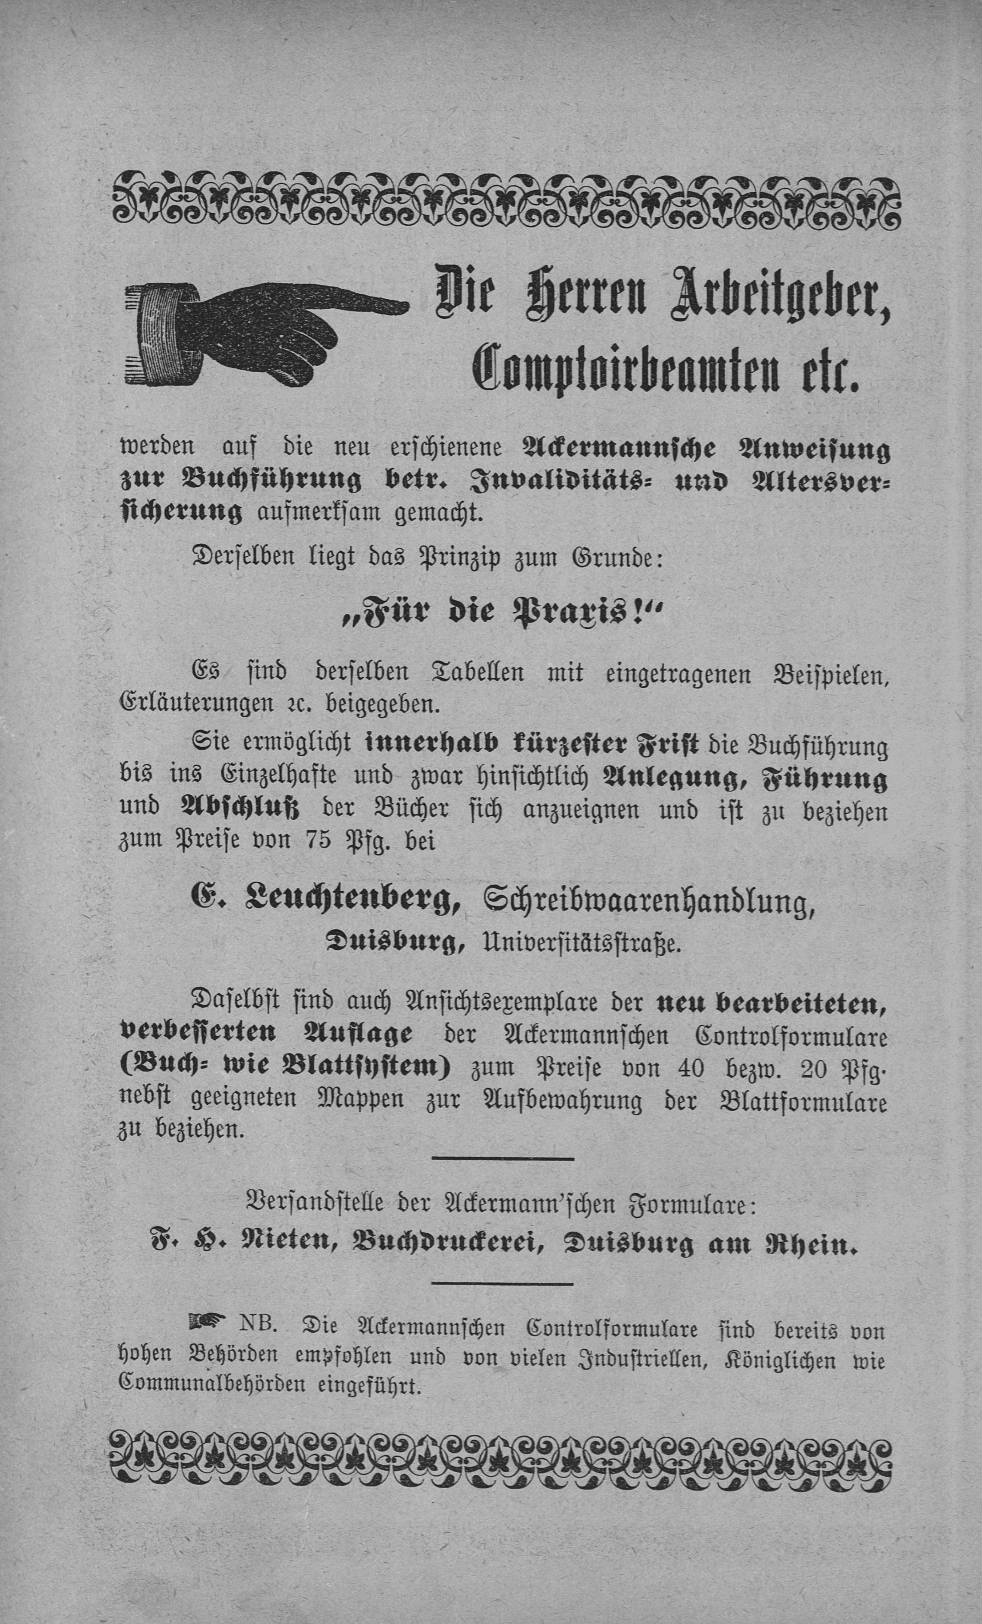 Die Herren Arbeitgeber,
Comptoirbeamten etc.
werden auf die neu erschienene Ackermannsche Anweisung
zur Buchführung betr. Invaliditäts- und Altersver-
sicherung aufmerksam gemacht.
Derselben liegt das Prinzip zum Grunde:
„Für die Praxis!“
Es sind derselben Tabellen mit eingetragenen Beispielen,
Erläuterungen ꝛc. beigegeben.
Sie ermöglicht innerhalb kürzester Frist die Buchführung
bis ins Einzelhafte und zwar hinsichtlich Anlegung, Führung
und Abschluß der Bücher sich anzueignen und ist zu beziehen
zum Preise von 75 Pfg. bei
E. Leuchtenberg, Schreibwaarenhandlung,
Duisburg, Universitätsstraße.
Daselbst sind auch Ansichtsexemplare der neu bearbeiteten,
verbesserten Auflage der Ackermannschen Controlformulare
(Buch- wie Blattsystem) zum Preise von 40 bezw. 20 Pfg.
nebst geeigneten Mappen zur Aufbewahrung der Blattformulare
zu beziehen.
Versandstelle der Ackermann'schen Formulare:
F. H. Nieten, Buchdruckerei, Duisburg am Rhein.
☛ NB. Die Ackermannschen Controlformulare sind bereits von
hohen Behörden empfohlen und von vielen Industriellen, Königlichen wie
Communalbehörden eingeführt.